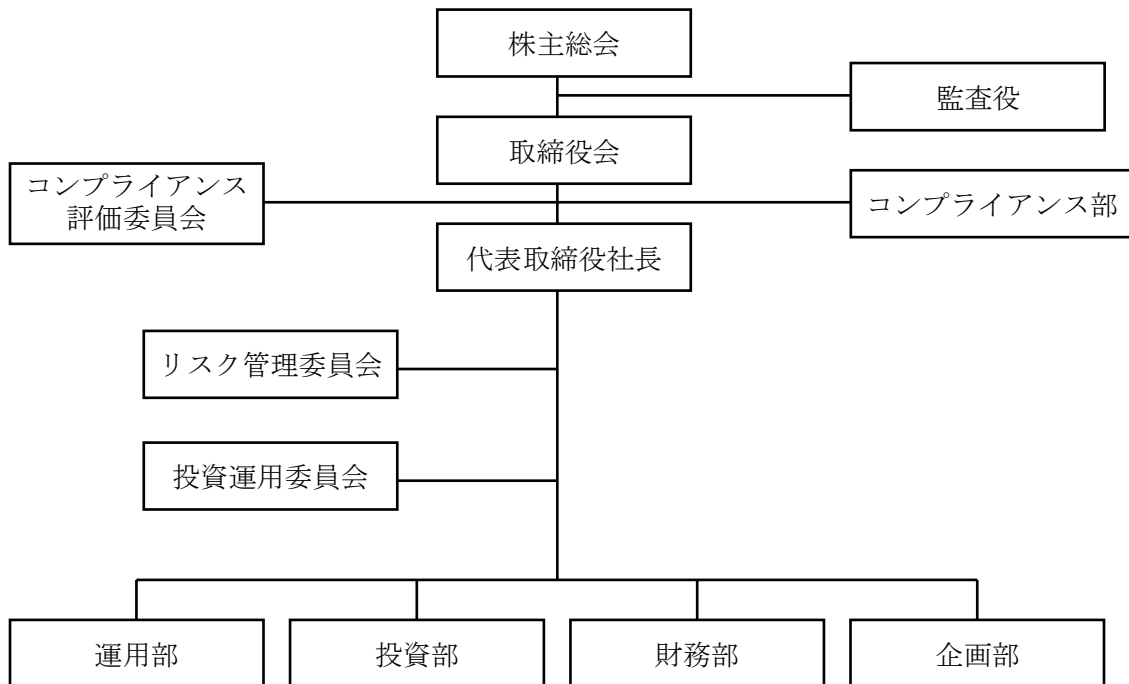 株主総会
監査役
取締役会
コンプライアンス
評価委員会
コンプライアンス部
代表取締役社長
リスク管理委員会
投資運用委員会
運用部
投資部
財務部
企画部